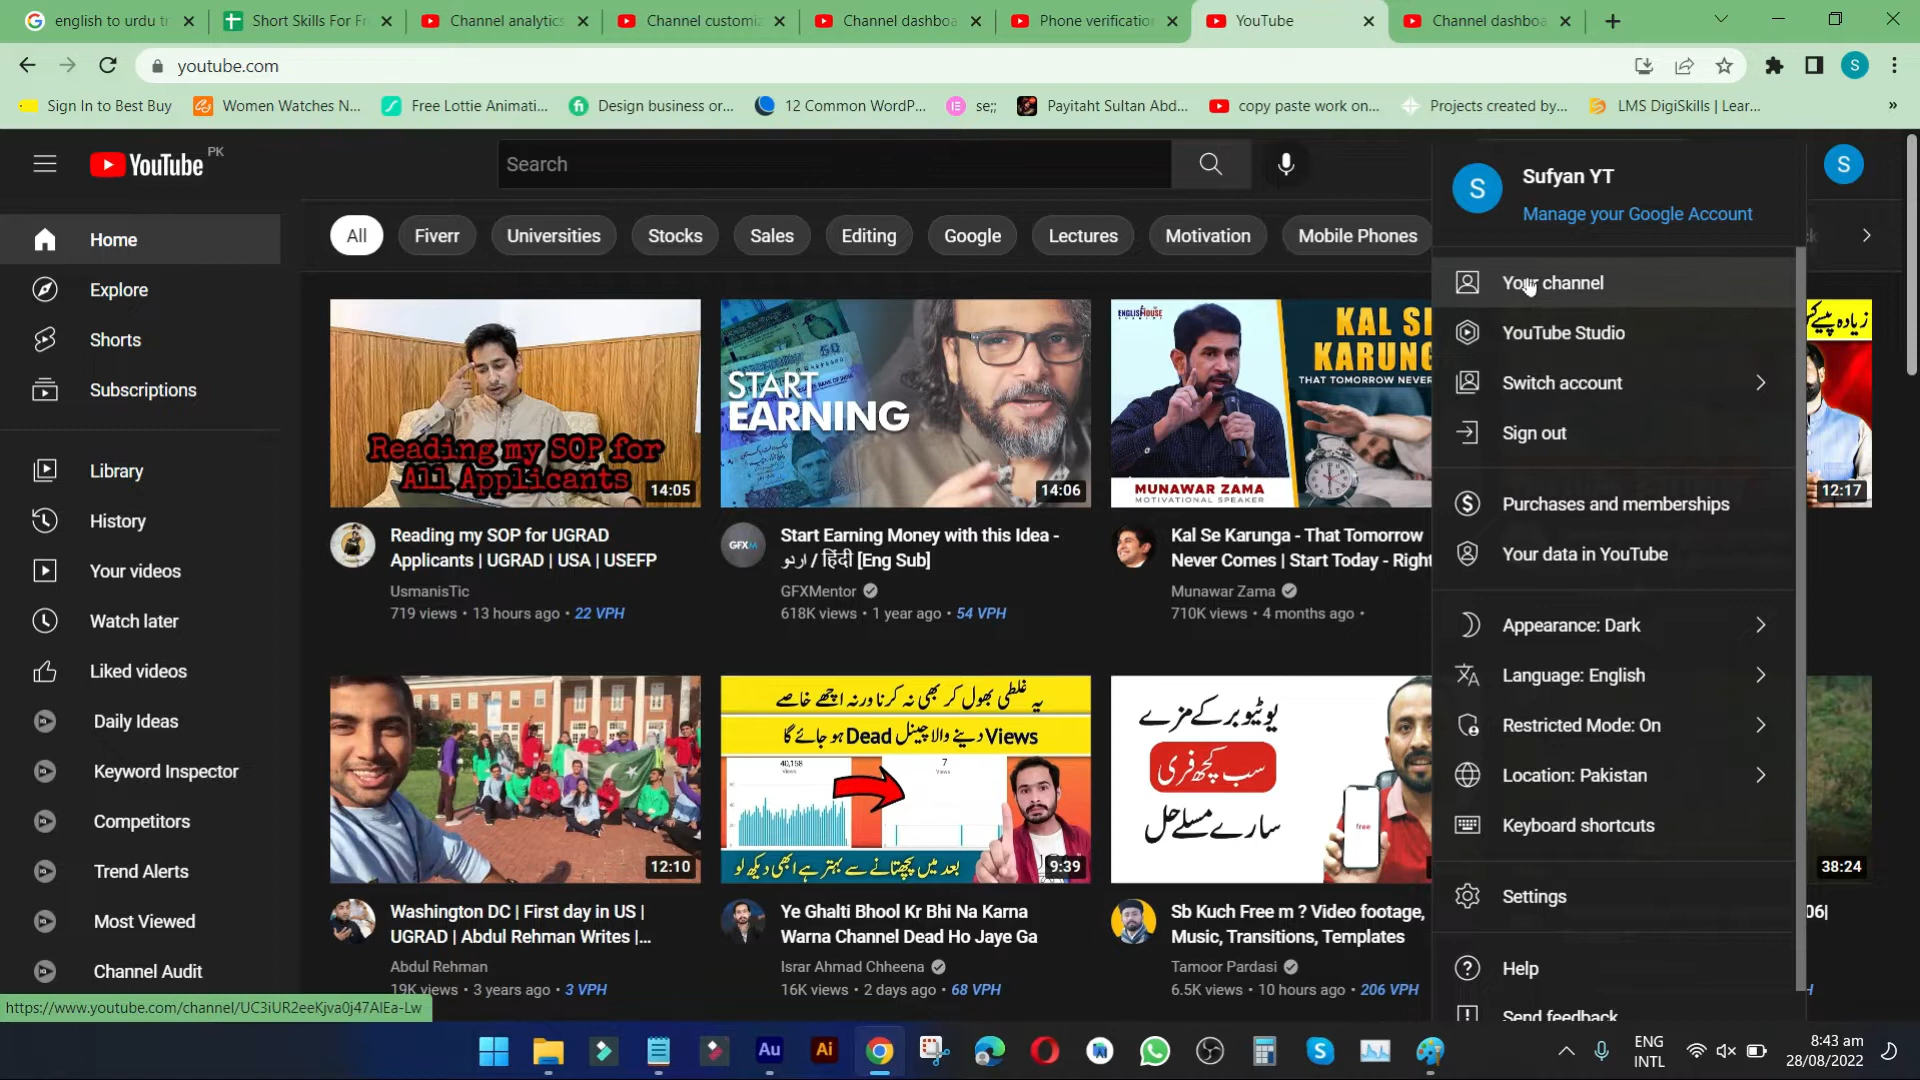 english to urdu tr
Short Skills For Fr
Channel analytics
Channel customiz
Channel dashboa
Phone verificatio
YouTube
Channel dashboa
youtube.com
S
Sign In to Best Buy
Women Watches N...
Free Lottie Animati...
Design business or...
12 Common WordP...
se;;
Payitaht Sultan Abd...
copy paste work on...
Projects created by...
LMS DigiSkills | Lear...
»
YouTube PK
Search
S
S
Sufyan YT
Manage your Google Account
All
Fiverr
Universities
Stocks
Sales
Editing
Google
Lectures
Motivation
Mobile Phones
Home
Explore
Shorts
Subscriptions
Library
History
Your videos
Watch later
Liked videos
Daily Ideas
Keyword Inspector
Competitors
Trend Alerts
Most Viewed
Channel Audit
Reading my SOP for
All Applicants
14:05
Reading my SOP for UGRAD
Applicants | UGRAD | USA | USEFP
UsmanisTic
719 views • 13 hours ago • 22 VPH
START
EARNING
14:06
GFXM
Start Earning Money with this Idea -
اردو / हिंदी [Eng Sub]
GFXMentor
618K views • 1 year ago • 54 VPH
ENGLISH HOUSE
KAL SE
KARUNG
THAT TOMORROW NEVER
MUNAWAR ZAMA
MOTIVATIONAL SPEAKER
Kal Se Karunga - That Tomorrow
Never Comes | Start Today - Right
Munawar Zama
710K views • 4 months ago •
12:17
12:10
Washington DC | First day in US |
UGRAD | Abdul Rehman Writes |...
Abdul Rehman
19K views • 3 years ago • 3 VPH
یہ غلطی بھول کر بھی نہ کرنا ورنہ اچھے خاصے
Views دینے والا چینل Dead ہو جائے گا
40,158
Views
7
Views
بعد میں پچھتانے سے بہتر ہے ابھی دیکھ لو
9:39
Ye Ghalti Bhool Kr Bhi Na Karna
Warna Channel Dead Ho Jaye Ga
Israr Ahmad Chheena
16K views • 2 days ago • 68 VPH
یوٹیوبر کے مزے
سب کچھ فری
سارے مسئلے حل
free
Sb Kuch Free m ? Video footage,
Music, Transitions, Templates
Tamoor Pardasi
6.5K views • 10 hours ago • 206 VPH
38:24
06|
Your channel
YouTube Studio
Switch account
Sign out
Purchases and memberships
Your data in YouTube
Appearance: Dark
Language: English
Restricted Mode: On
Location: Pakistan
Keyboard shortcuts
Settings
Help
Send feedback
https://www.youtube.com/channel/UC3iUR2eeKjva0j47AlEa-Lw
Au
Ai
ENG
INTL
8:43 am
28/08/2022